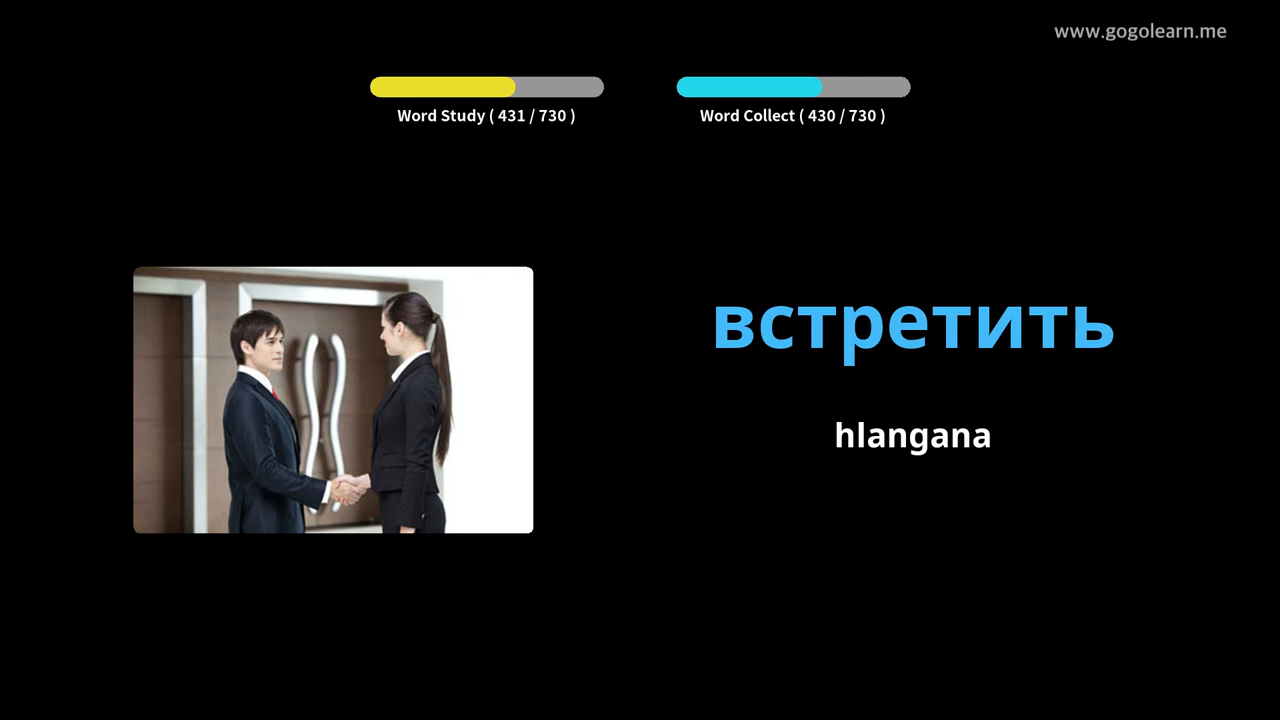 www.gogolearn.me
Word Study ( 431 / 730 )
Word Collect ( 430 / 730 )
встретить
hlangana